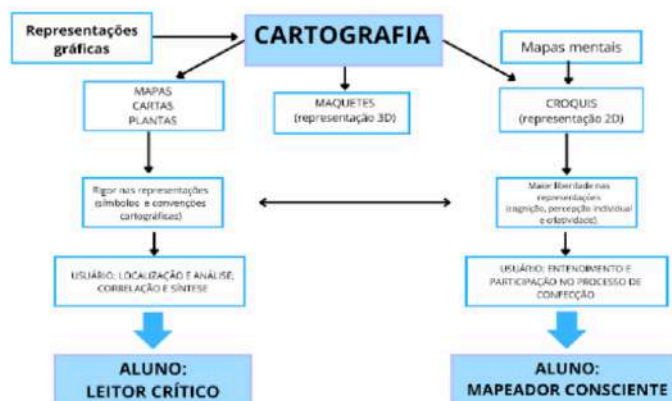 Representações
gráficas
CARTOGRAFIA
Mapas mentais
MAPAS
CARTAS
PLANTAS
MAQUETES
(representação 3D)
CROQUIS
(representação 2D)
Rigor nas representações
(símbolos e convenções
cartográficas)
Maior liberdade nas
representações
(cognição, percepção individual
e criatividade)
USUÁRIO: LOCALIZAÇÃO E ANÁLISE;
CORRELAÇÃO E SÍNTESE
USUÁRIO: ENTENDIMENTO E
PARTICIPAÇÃO NO PROCESSO DE
CONFECÇÃO
ALUNO:
LEITOR CRÍTICO
ALUNO:
MAPEADOR CONSCIENTE